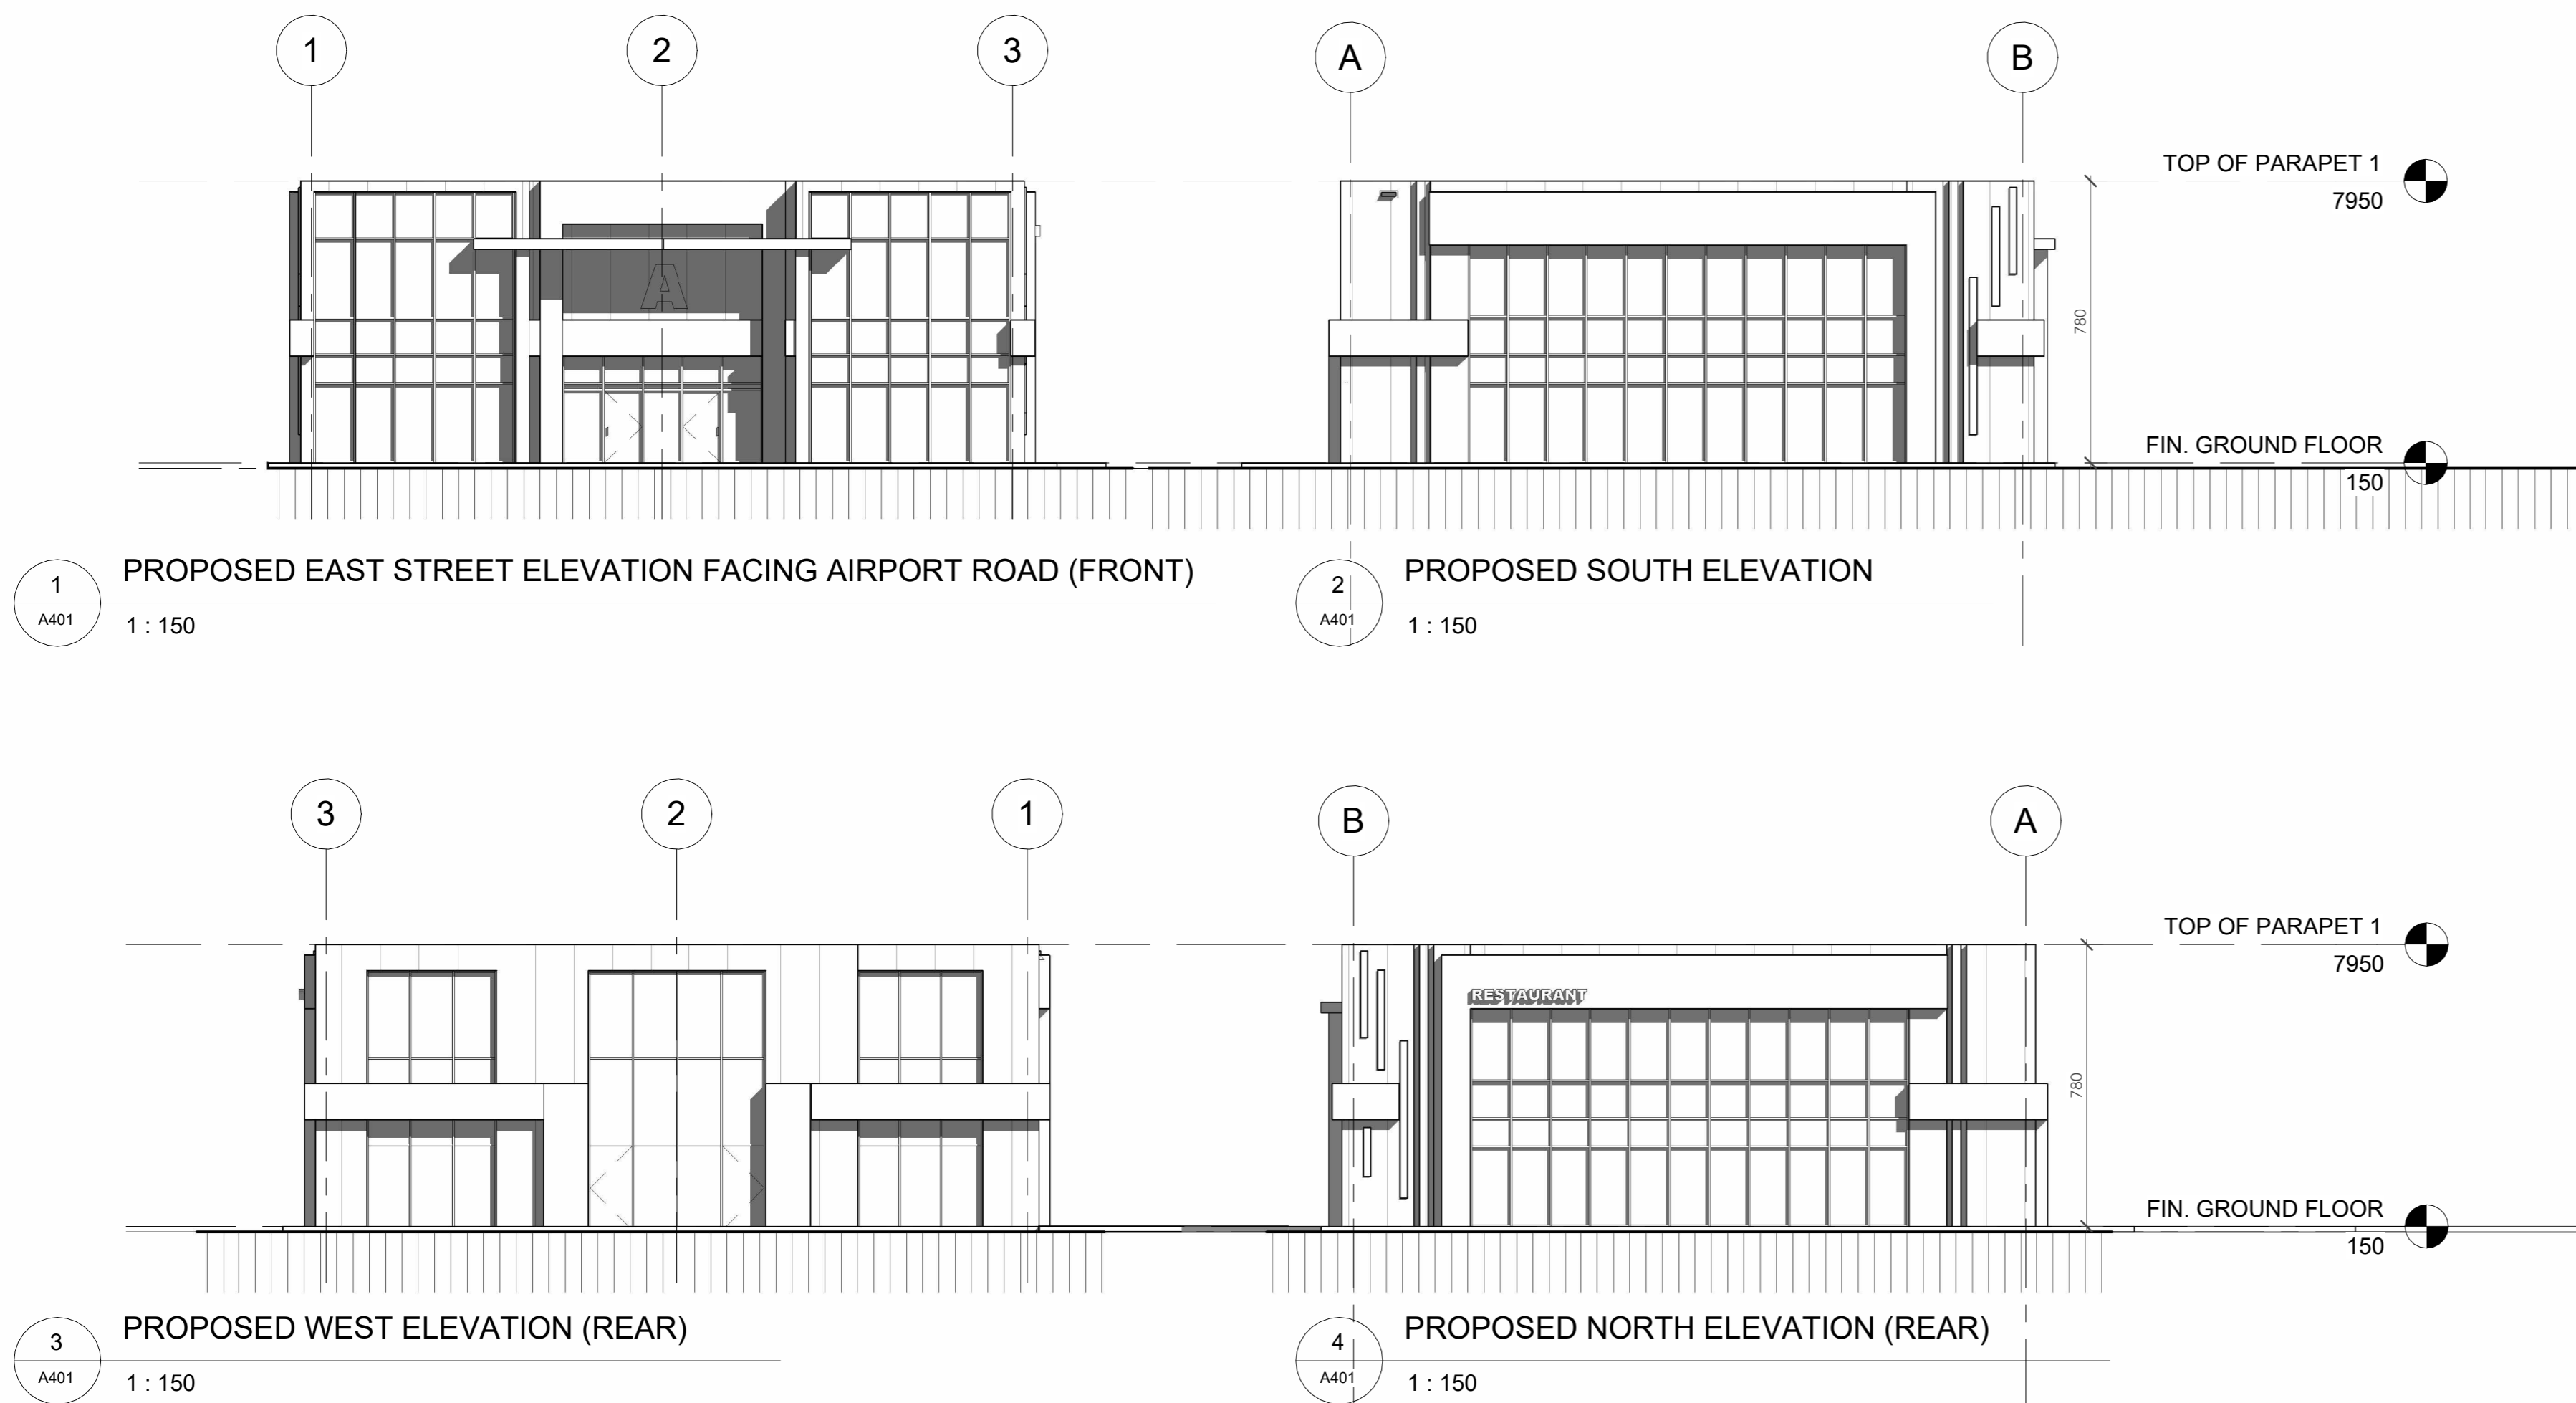 1
2
3
A
B
TOP OF PARAPET 1
7950
A
780
FIN. GROUND FLOOR
150
1
A401
PROPOSED EAST STREET ELEVATION FACING AIRPORT ROAD (FRONT)
1 : 150
2
A401
PROPOSED SOUTH ELEVATION
1 : 150
3
2
1
B
A
TOP OF PARAPET 1
7950
RESTAURANT
780
FIN. GROUND FLOOR
150
3
A401
PROPOSED WEST ELEVATION (REAR)
1 : 150
4
A401
PROPOSED NORTH ELEVATION (REAR)
1 : 150